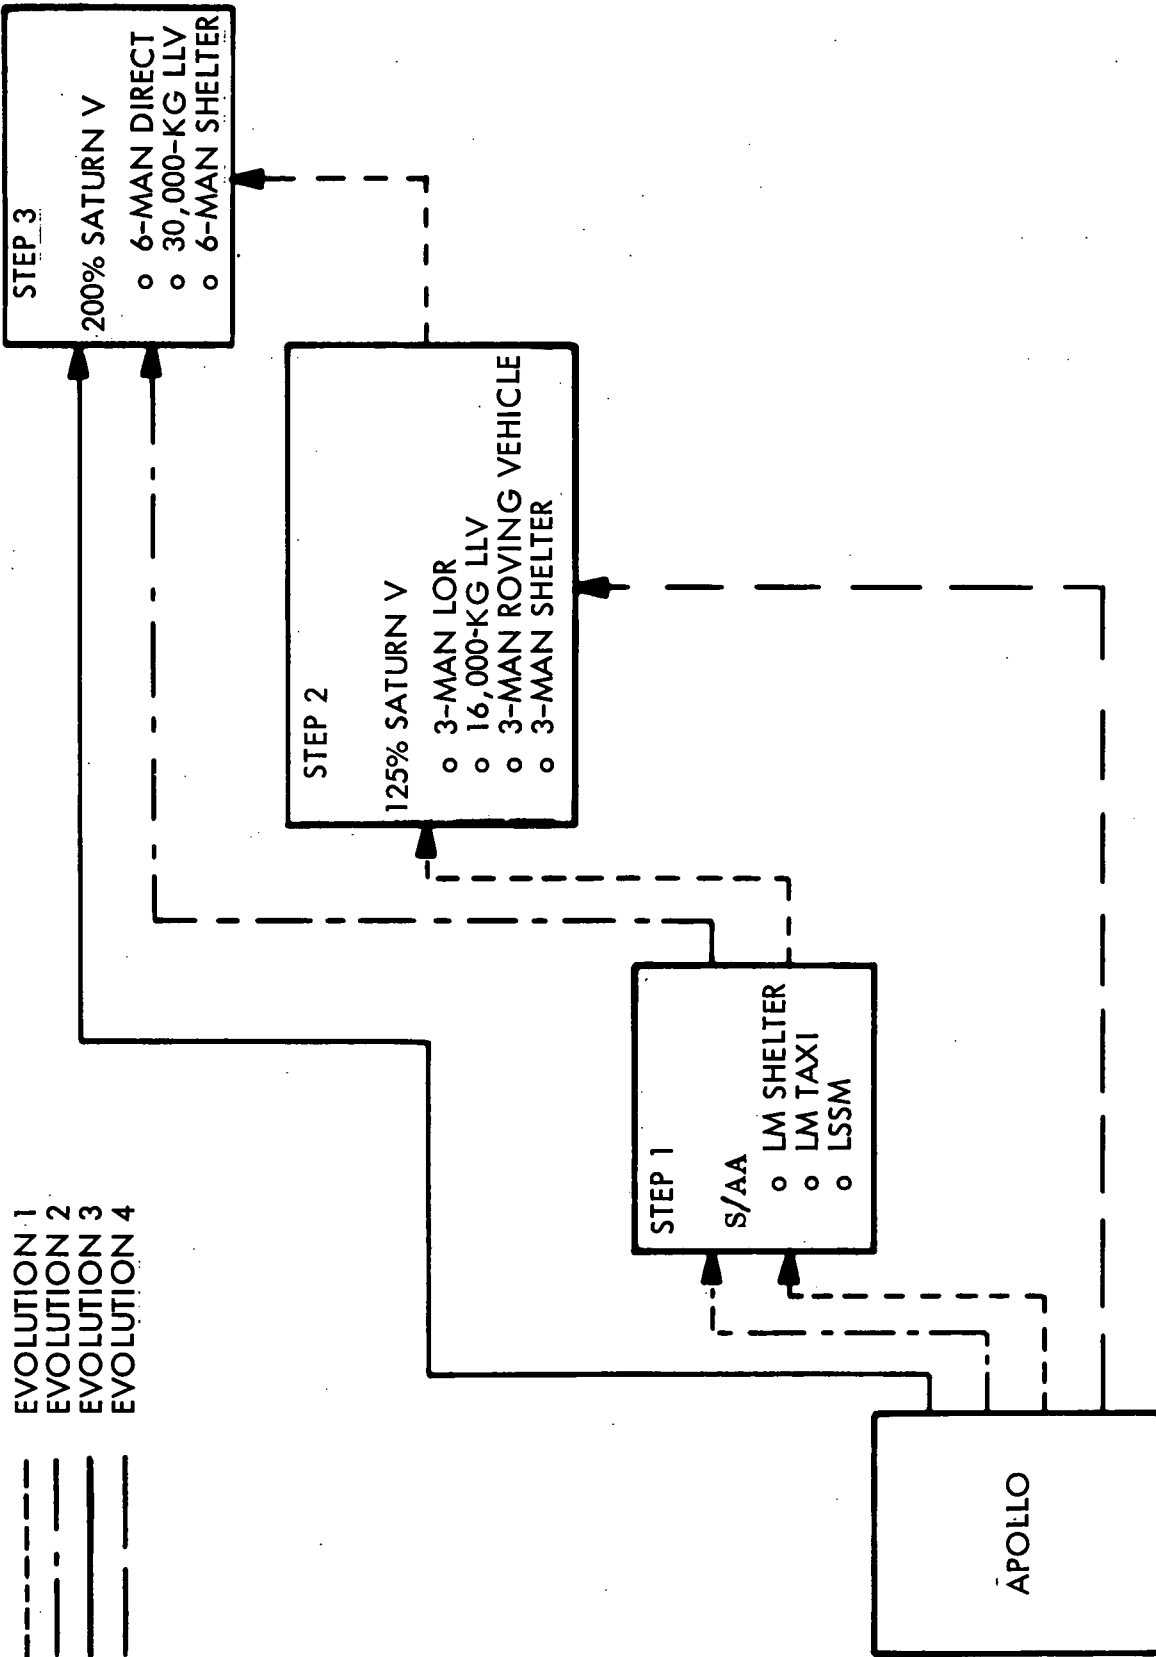 EVOLUTION 1
EVOLUTION 2
EVOLUTION 3
EVOLUTION 4
STEP 3
200% SATURN V
o 6-MAN DIRECT
o 30,000-KG LLV
o 6-MAN SHELTER
STEP 2
125% SATURN V
o 3-MAN LOR
o 16,000-KG LLV
o 3-MAN ROVING VEHICLE
o 3-MAN SHELTER
STEP 1
S/AA
o LM SHELTER
o LM TAXI
o LSSM
APOLLO